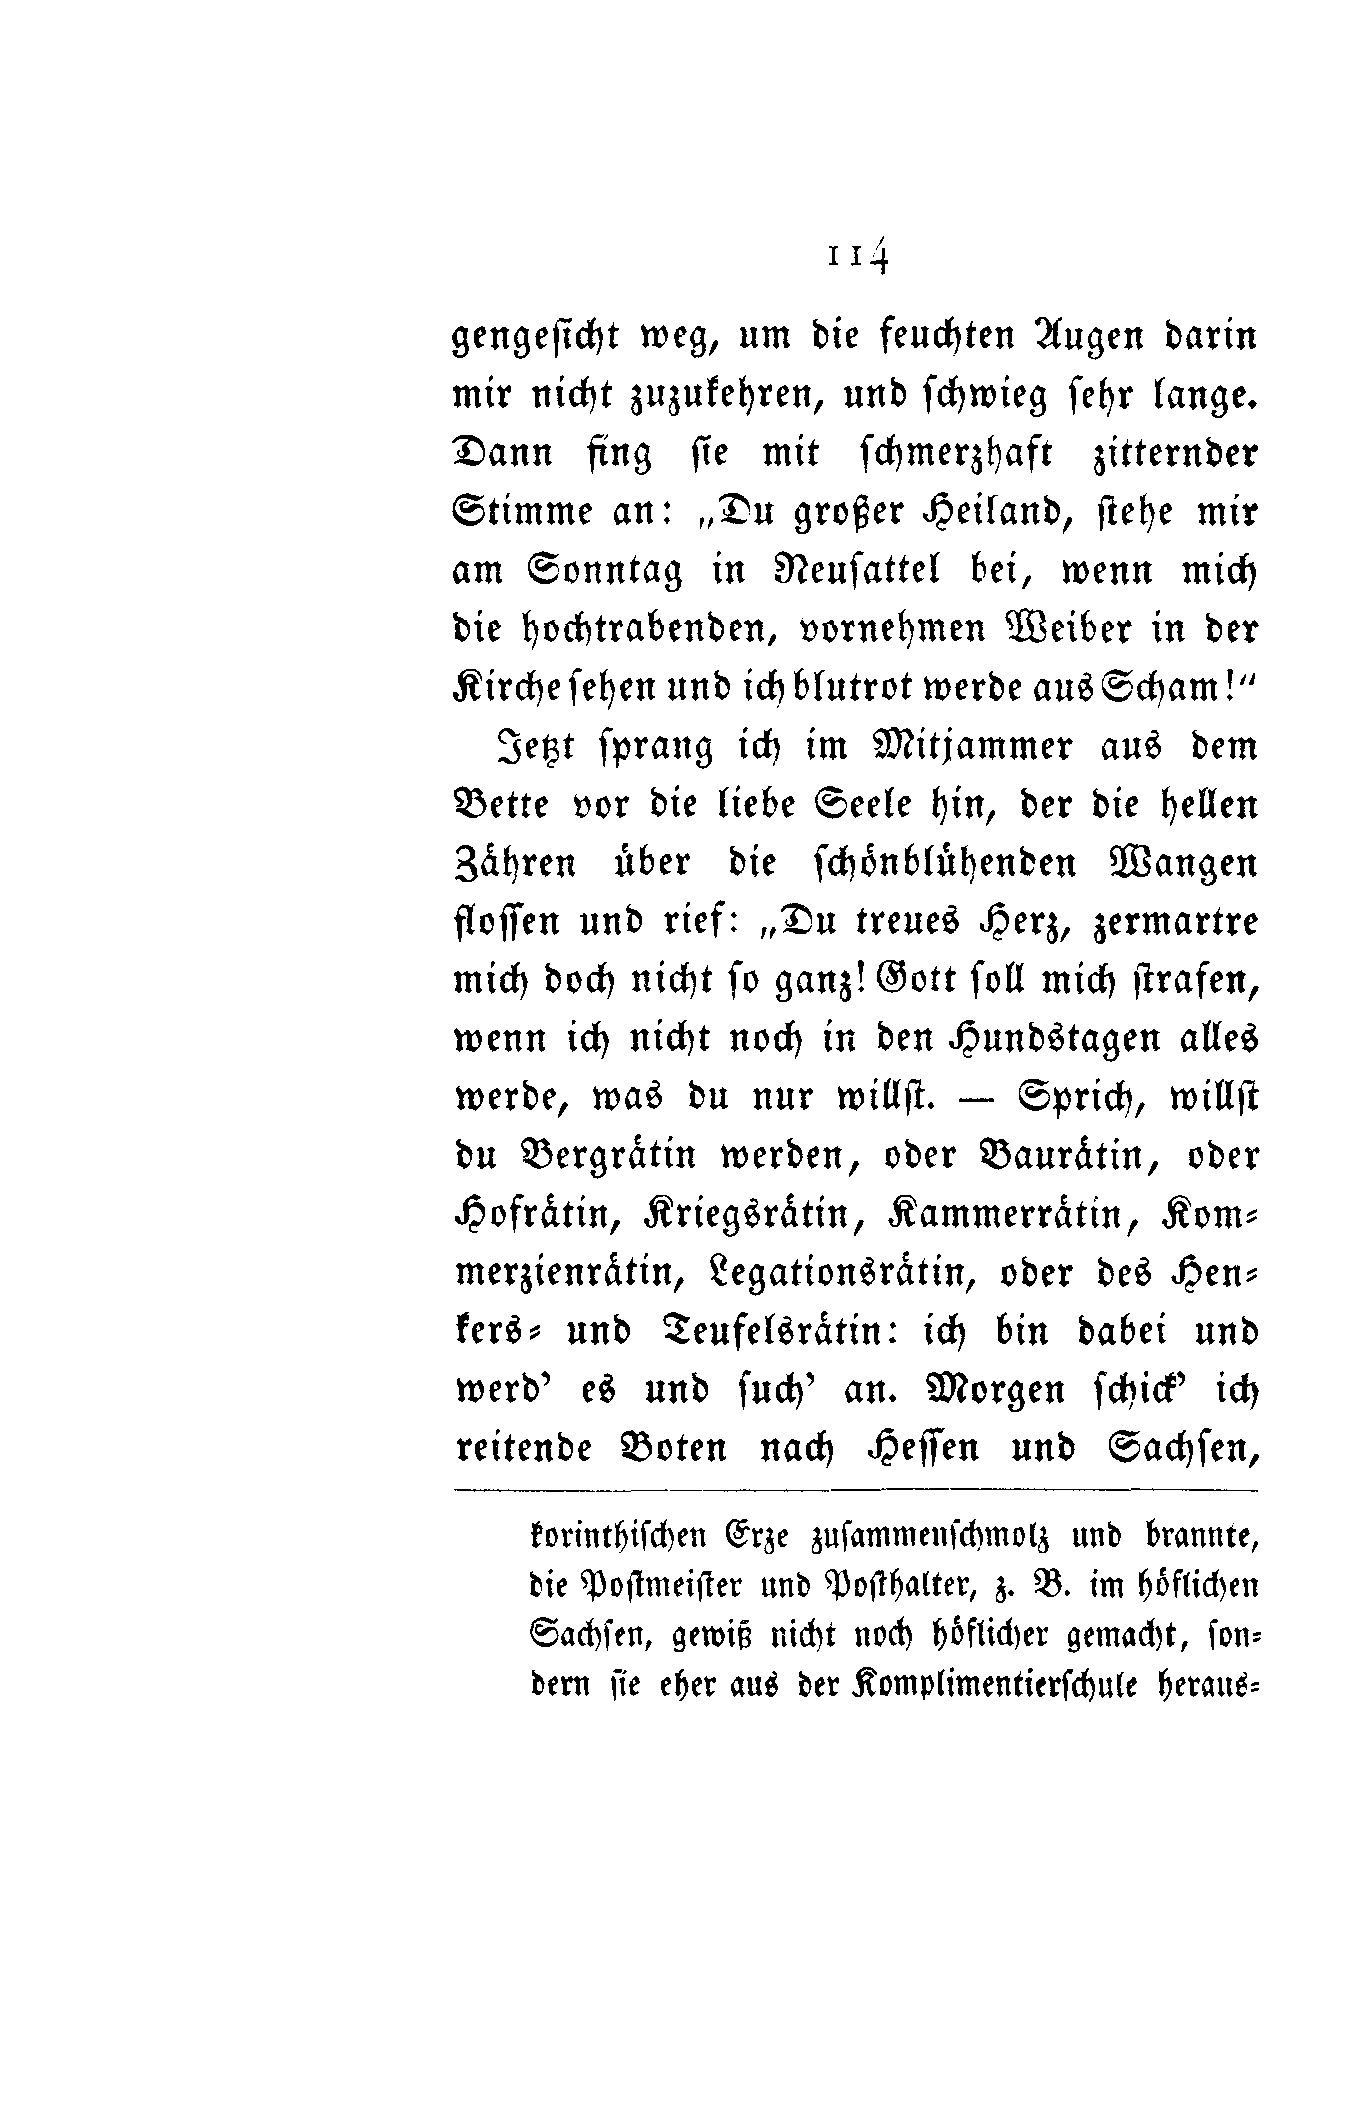 114
gengeſicht weg, um die feuchten Augen darin
mir nicht zuzukehren, und ſchwieg ſehr lange.
Dann fing ſie mit ſchmerzhaft zitternder
Stimme an: „Du großer Heiland, ſtehe mir
am Sonntag in Neuſattel bei, wenn mich
die hochtrabenden, vornehmen Weiber in der
Kirche ſehen und ich blutrot werde aus Scham!“
Jetzt ſprang ich im Mitjammer aus dem
Bette vor die liebe Seele hin, der die hellen
Zähren über die ſchönblühenden Wangen
floſſen und rief: „Du treues Herz, zermartre
mich doch nicht ſo ganz! Gott ſoll mich ſtrafen,
wenn ich nicht noch in den Hundstagen alles
werde, was du nur willſt. — Sprich, willſt
du Bergrätin werden, oder Baurätin, oder
Hofrätin, Kriegsrätin, Kammerrätin, Kom⸗
merzienrätin, Legationsrätin, oder des Hen⸗
kers⸗ und Teufelsrätin: ich bin dabei und
werd’ es und ſuch’ an. Morgen ſchick’ ich
reitende Boten nach Heſſen und Sachſen,
korinthiſchen Erze zuſammenſchmolz und brannte,
die Poſtmeiſter und Poſthalter, z. B. im höflichen
Sachſen, gewiß nicht noch höflicher gemacht, ſon⸗
dern ſie eher aus der Komplimentierſchule heraus⸗